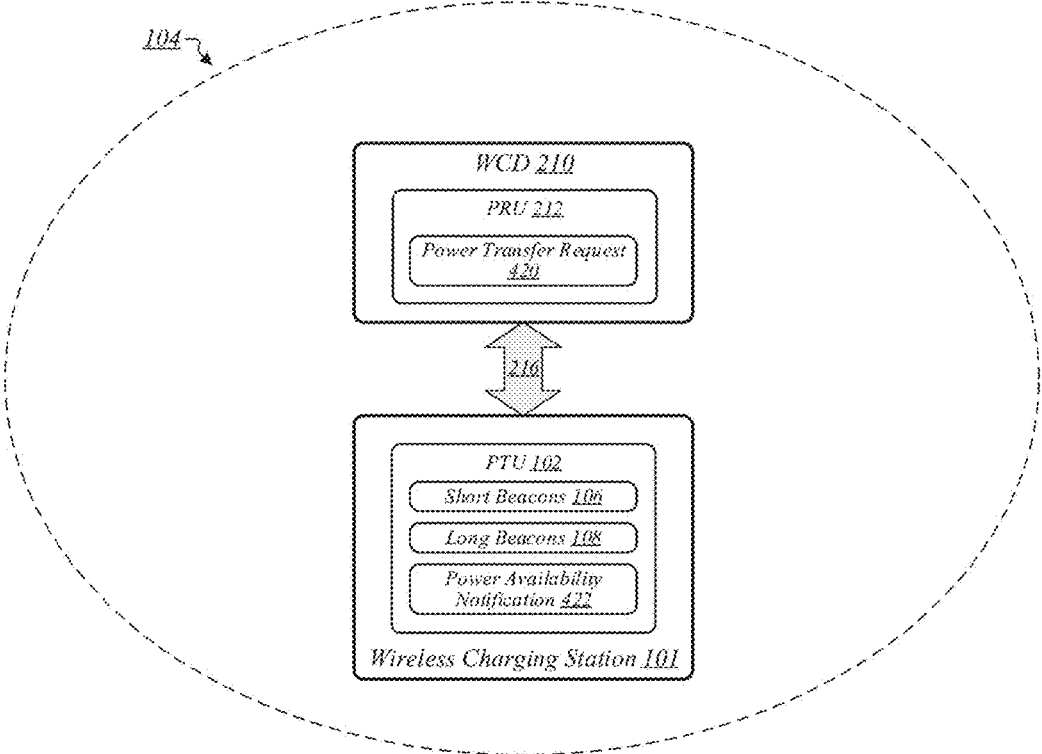 104
WCD 210
PRU 212
Power Transfer Request
420
216
PTU 102
Short Beacons 106
Long Beacons 108
Power Availability
Notification 422
Wireless Charging Station 101